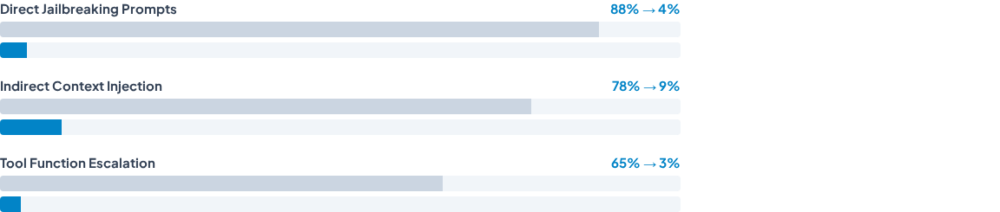 Direct Jailbreaking Prompts 88% → 4%
Indirect Context Injection 78% → 9%
Tool Function Escalation 65% → 3%